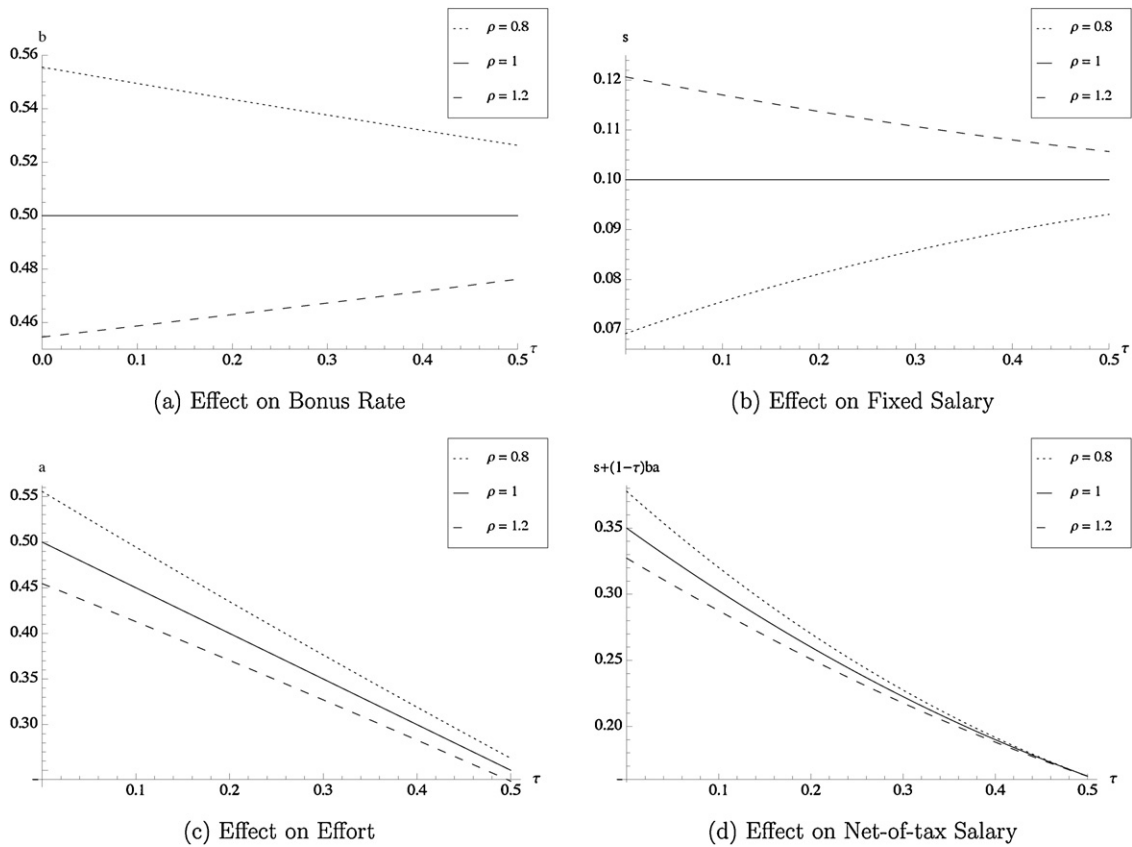 b
0.56
0.54
0.52
0.50
0.48
0.46
0.0 0.1 0.2 0.3 0.4 0.5 τ
ρ = 0.8
ρ = 1
ρ = 1.2
(a) Effect on Bonus Rate
s
0.12
0.11
0.10
0.09
0.08
0.07
0.1 0.2 0.3 0.4 0.5 τ
ρ = 0.8
ρ = 1
ρ = 1.2
(b) Effect on Fixed Salary
a
0.55
0.50
0.45
0.40
0.35
0.30
0.1 0.2 0.3 0.4 0.5 τ
ρ = 0.8
ρ = 1
ρ = 1.2
(c) Effect on Effort
s+(1-τ)ba
0.35
0.30
0.25
0.20
0.1 0.2 0.3 0.4 0.5 τ
ρ = 0.8
ρ = 1
ρ = 1.2
(d) Effect on Net-of-tax Salary